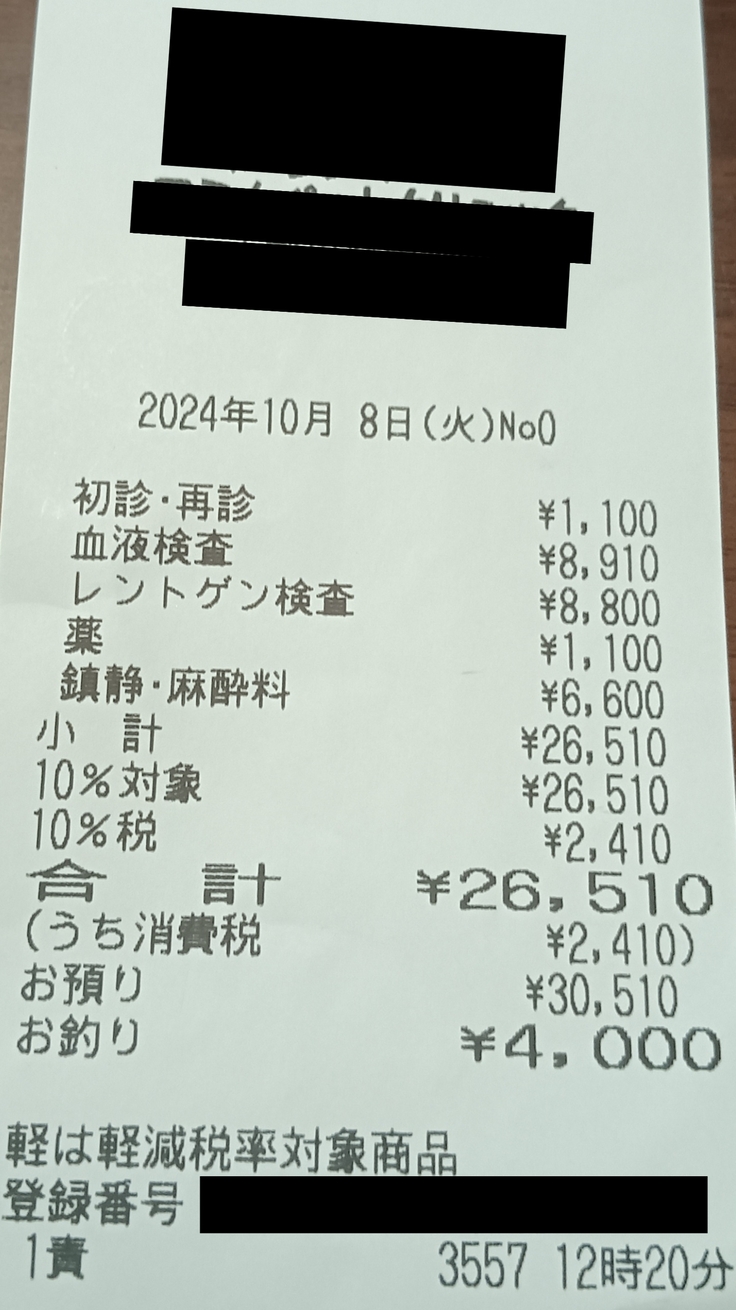 2024年10月 8日(火)No0
初診·再診 ¥1,100
血液検査 ¥8,910
レントゲン検査 ¥8,800
薬 ¥1,100
鎮静·麻酔料 ¥6,600
小 計 ¥26,510
10%対象 ¥26,510
10%税 ¥2,410
合 計 ¥26,510
(うち消費税 ¥2,410)
お預り ¥30,510
お釣り ¥4,000
軽は軽減税率対象商品
登録番号
1責 3557 12時20分